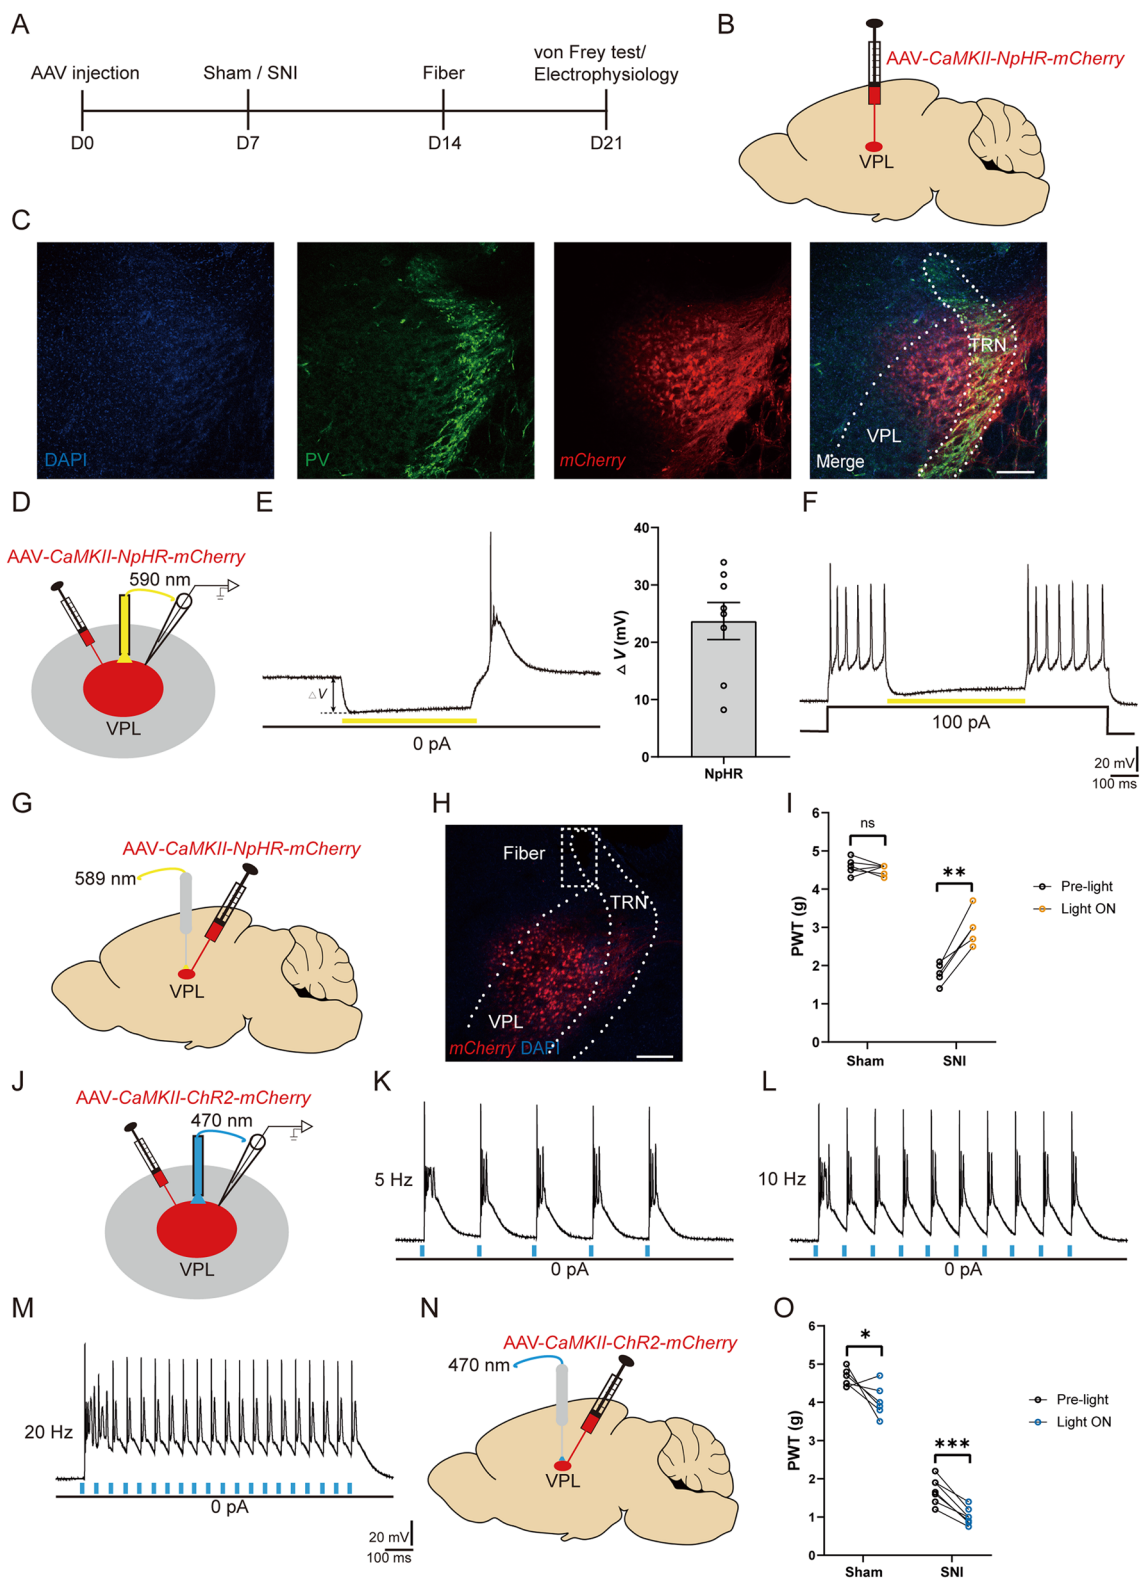 A
AAV injection
Sham / SNI
Fiber
von Frey test/
Electrophysiology
D0
D7
D14
D21
B
AAV-CaMKII-NpHR-mCherry
VPL
C
DAPI
PV
mCherry
TRN
VPL
Merge
D
AAV-CaMKII-NpHR-mCherry
590 nm
VPL
E
△V
0 pA
40
30
20
10
0
△ V (mV)
NpHR
F
100 pA
20 mV
100 ms
G
AAV-CaMKII-NpHR-mCherry
589 nm
VPL
H
Fiber
TRN
VPL
mCherry DAPI
I
6
5
4
3
2
1
0
PWT (g)
ns
**
Sham
SNI
Pre-light
Light ON
J
AAV-CaMKII-ChR2-mCherry
470 nm
VPL
K
5 Hz
0 pA
L
10 Hz
0 pA
M
20 Hz
0 pA
20 mV
100 ms
N
AAV-CaMKII-ChR2-mCherry
470 nm
VPL
O
6
5
4
3
2
1
0
PWT (g)
*
***
Sham
SNI
Pre-light
Light ON